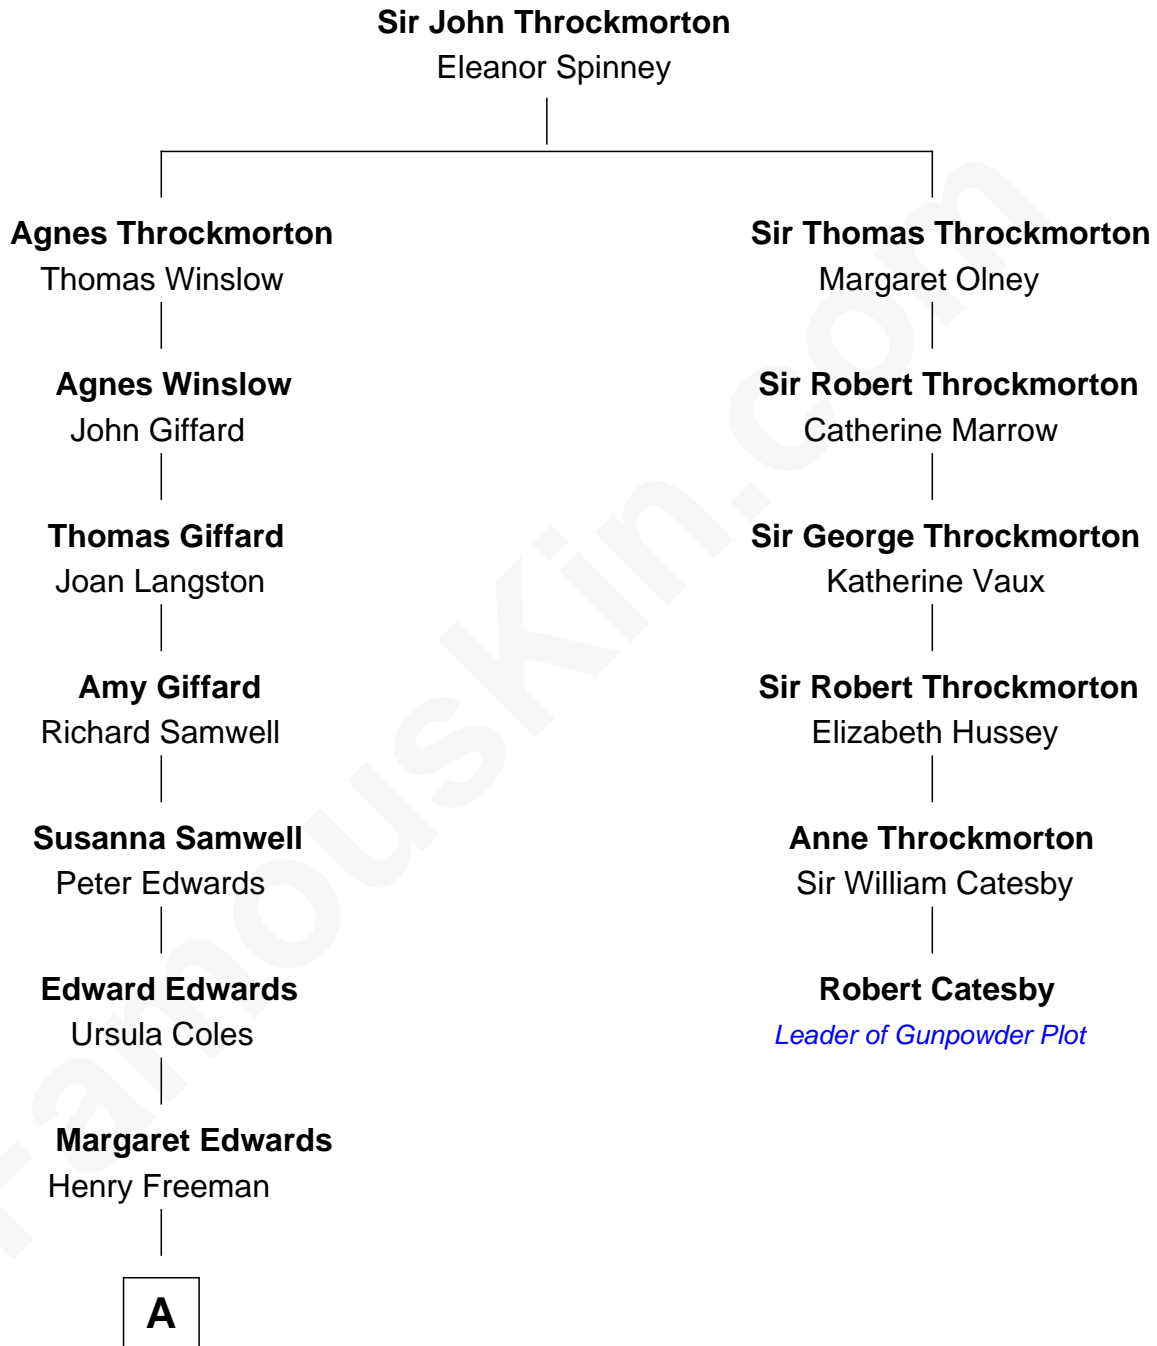 Sir John Throckmorton
Eleanor Spinney
Agnes Throckmorton
Thomas Winslow
Sir Thomas Throckmorton
Margaret Olney
Agnes Winslow
John Giffard
Sir Robert Throckmorton
Catherine Marrow
Thomas Giffard
Joan Langston
Sir George Throckmorton
Katherine Vaux
Amy Giffard
Richard Samwell
Sir Robert Throckmorton
Elizabeth Hussey
Susanna Samwell
Peter Edwards
Anne Throckmorton
Sir William Catesby
Edward Edwards
Ursula Coles
Robert Catesby
Leader of Gunpowder Plot
Margaret Edwards
Henry Freeman
A
FamousKin.com